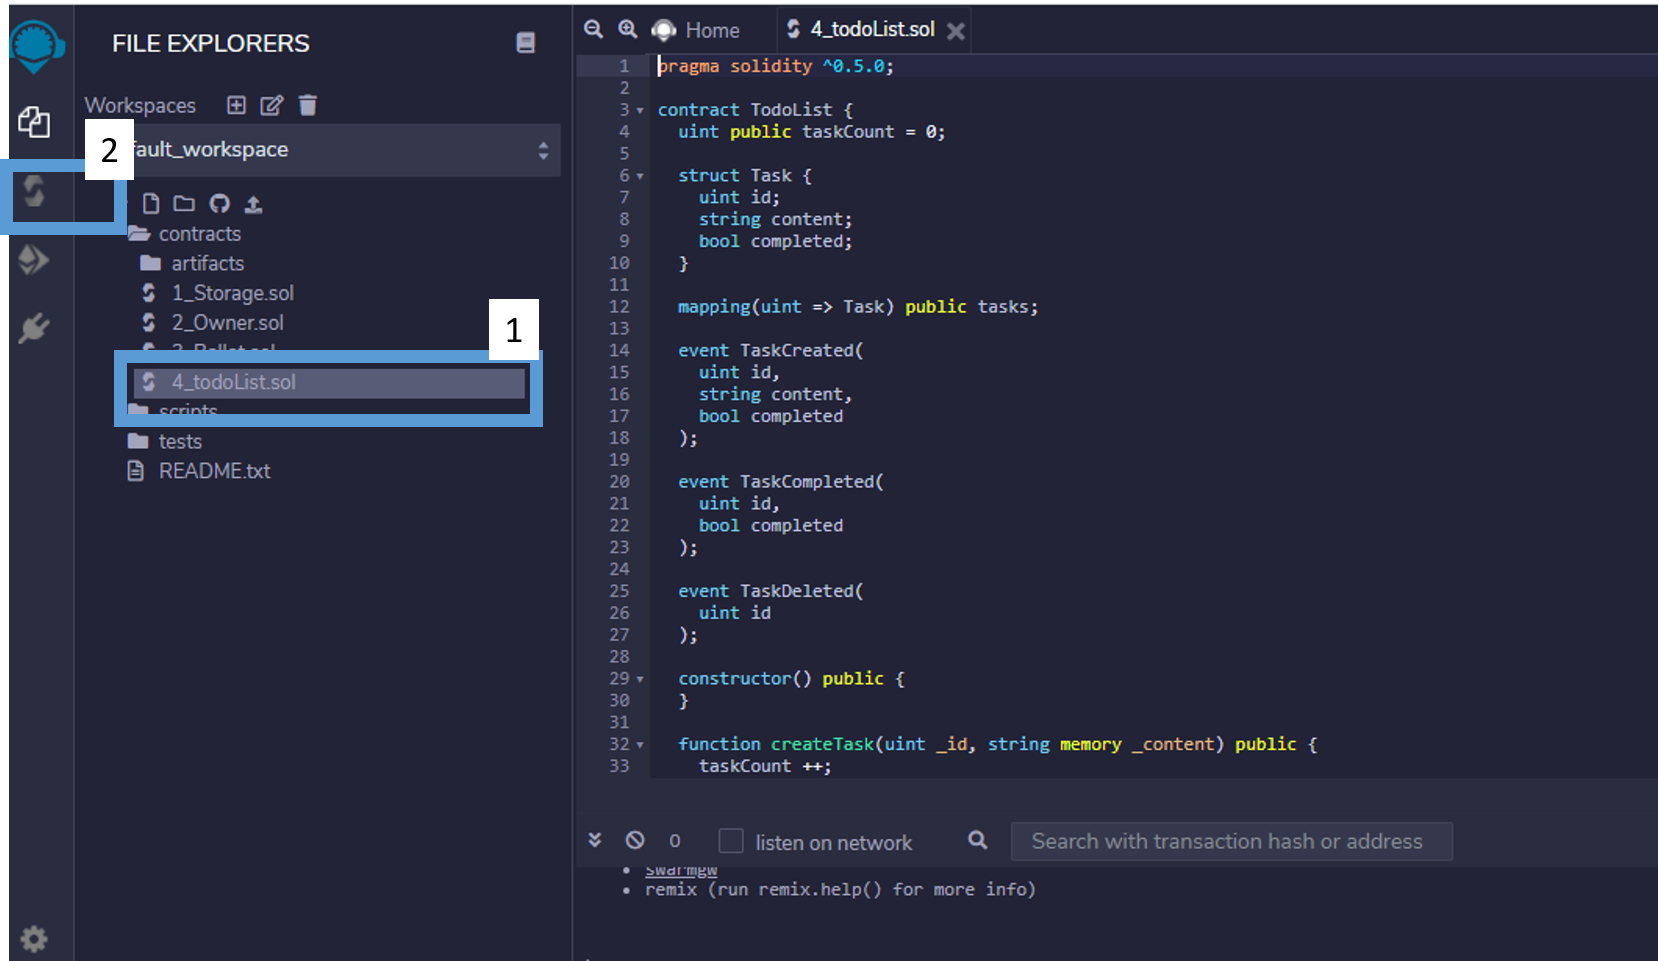 FILE EXPLORERS
Workspaces
2
fault_workspace
contracts
artifacts
1_Storage.sol
2_Owner.sol
3_Ballot.sol
1
4_todoList.sol
scripts
tests
README.txt
Home
4_todoList.sol
1 pragma solidity ^0.5.0;
2
3 contract TodoList {
4 uint public taskCount = 0;
5
6 struct Task {
7 uint id;
8 string content;
9 bool completed;
10 }
11
12 mapping(uint => Task) public tasks;
13
14 event TaskCreated(
15 uint id,
16 string content,
17 bool completed
18 );
19
20 event TaskCompleted(
21 uint id,
22 bool completed
23 );
24
25 event TaskDeleted(
26 uint id
27 );
28
29 constructor() public {
30 }
31
32 function createTask(uint _id, string memory _content) public {
33 taskCount ++;
0 listen on network Search with transaction hash or address
swarmgw
remix (run remix.help() for more info)